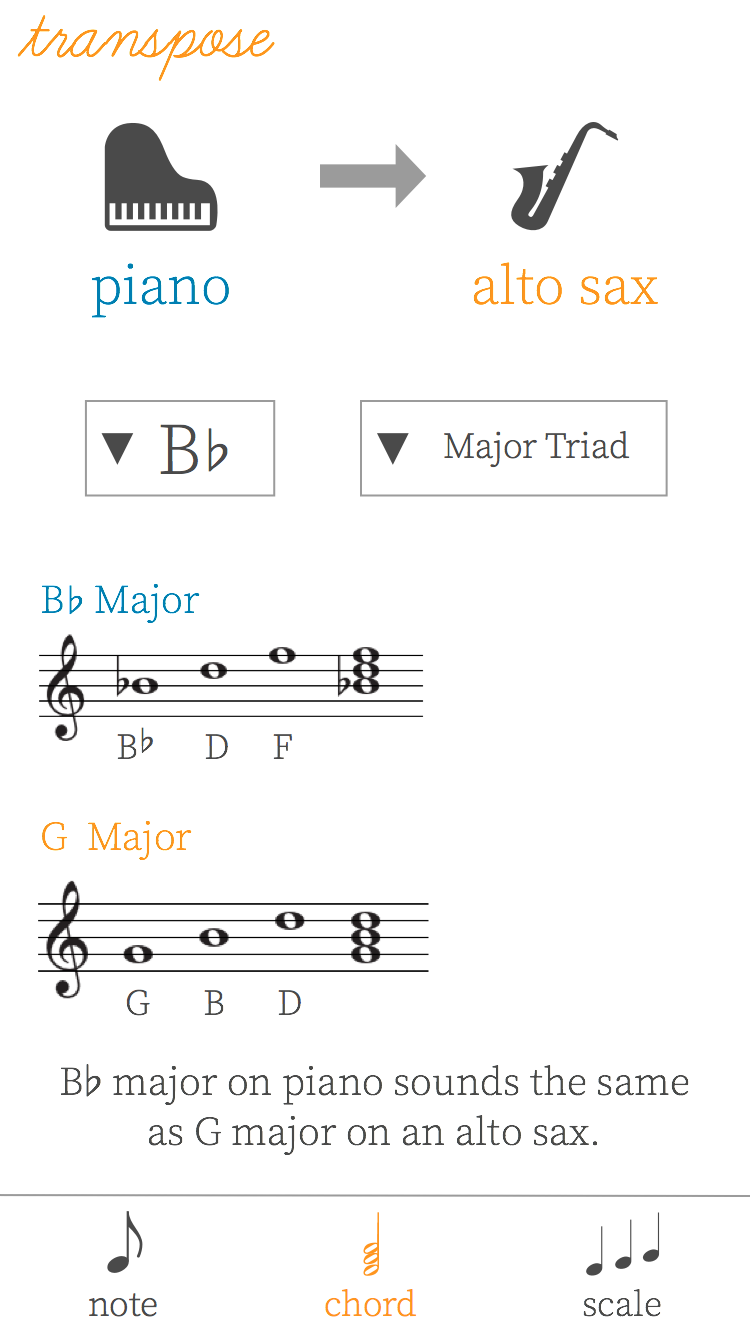 transpose
piano
alto sax
▼ B♭
▼ Major Triad
B♭ Major
B♭ D F
G Major
G B D
B♭ major on piano sounds the same
as G major on an alto sax.
note
chord
scale